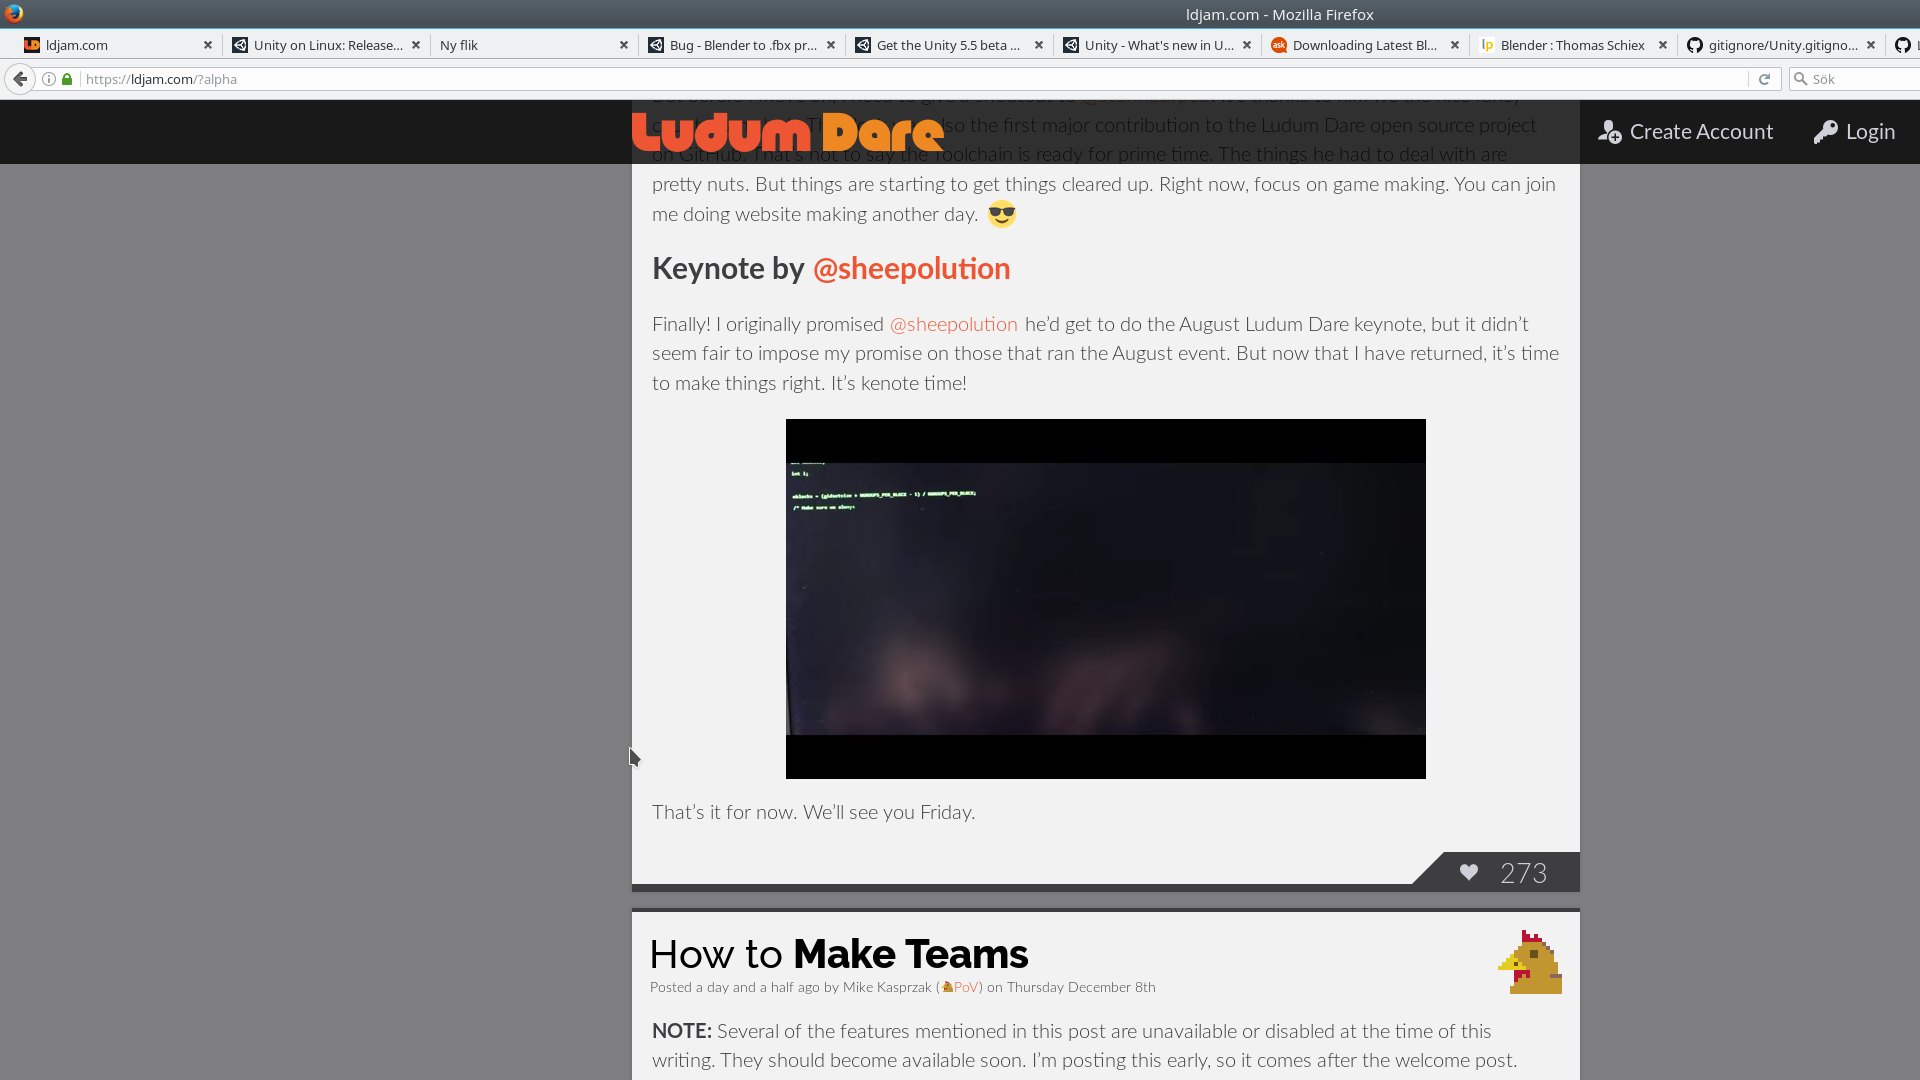 ldjam.com - Mozilla Firefox
ldjam.com
Unity on Linux: Release...
Ny flik
Bug - Blender to .fbx pr...
Get the Unity 5.5 beta ...
Unity - What's new in U...
Downloading Latest Bl...
Blender : Thomas Schiex
gitignore/Unity.gitigno...
https://ldjam.com/?alpha
Sök
Ludum Dare
Create Account
Login
also the first major contribution to the Ludum Dare open source project
on GitHub. That's not to say the Toolchain is ready for prime time. The things he had to deal with are
pretty nuts. But things are starting to get things cleared up. Right now, focus on game making. You can join
me doing website making another day.
Keynote by @sheepolution
Finally! I originally promised @sheepolution he’d get to do the August Ludum Dare keynote, but it didn’t
seem fair to impose my promise on those that ran the August event. But now that I have returned, it’s time
to make things right. It’s kenote time!
int i;
nblocks = (gidsetsize + NGROUPS_PER_BLOCK - 1) / NGROUPS_PER_BLOCK;
/* Make sure we always
That’s it for now. We’ll see you Friday.
273
How to Make Teams
Posted a day and a half ago by Mike Kasprzak (PoV) on Thursday December 8th
NOTE: Several of the features mentioned in this post are unavailable or disabled at the time of this
writing. They should become available soon. I’m posting this early, so it comes after the welcome post.